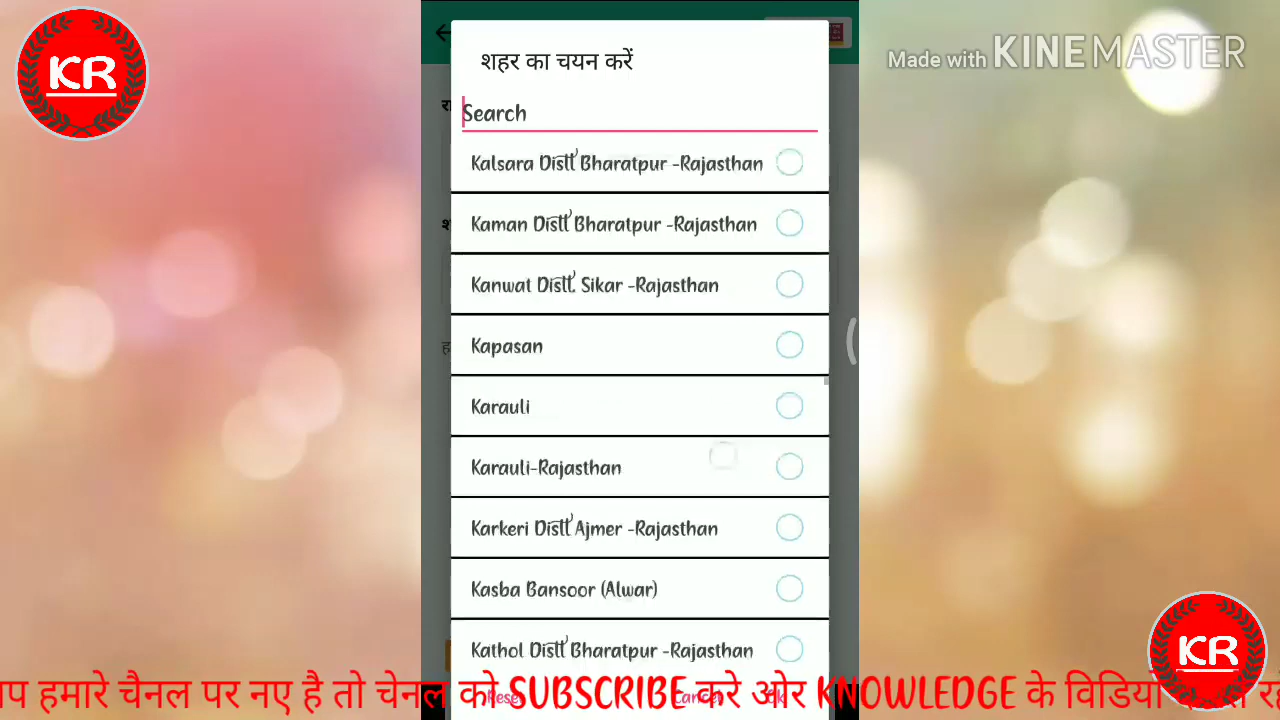 KR
Made with KINEMASTER
शहर का चयन करें
Search
Kalsara Distt Bharatpur -Rajasthan
Kaman Distt Bharatpur -Rajasthan
Kanwat Distt. Sikar -Rajasthan
Kapasan
Karauli
Karauli-Rajasthan
Karkeri Distt Ajmer -Rajasthan
Kasba Bansoor (Alwar)
Kathol Distt Bharatpur -Rajasthan
KR
हमारे चैनल पर नए है तो चेनल को SUBSCRIBE करे ओर KNOWLEDGE के विडियो